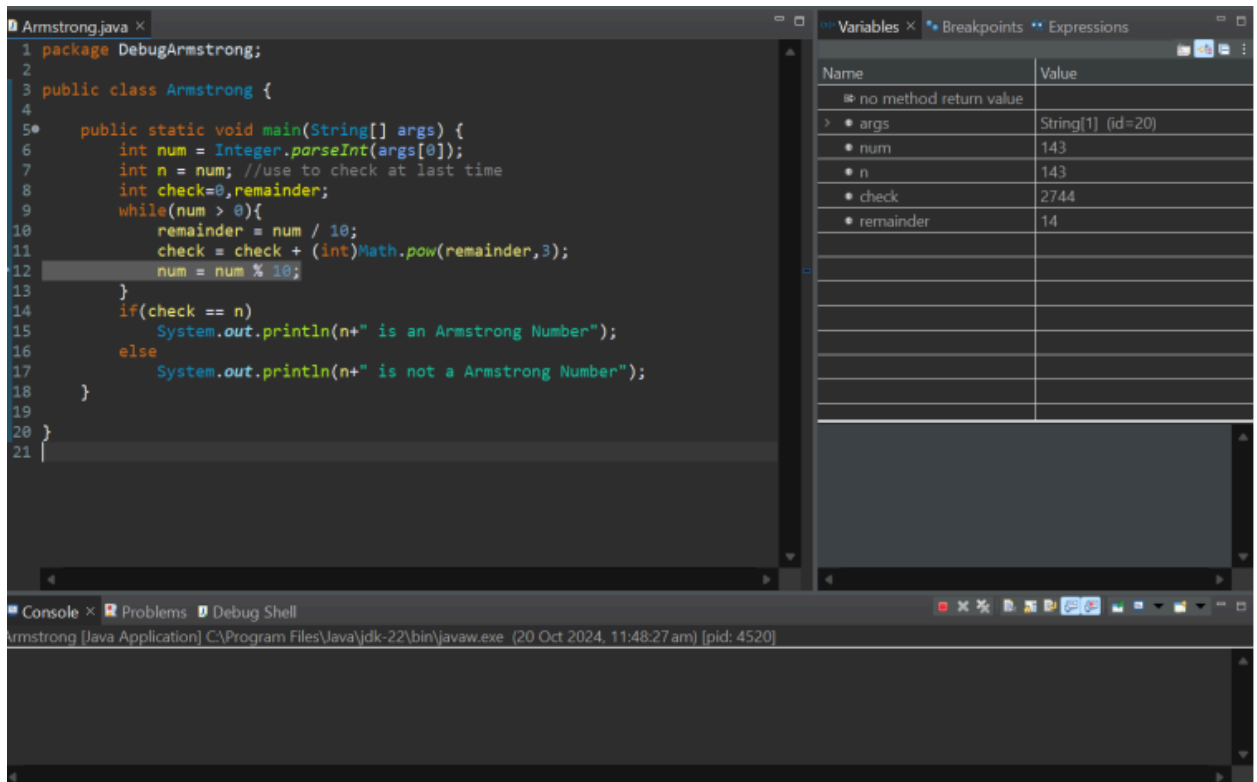 Armstrong.java
1 package DebugArmstrong;
2
3 public class Armstrong {
4
5 public static void main(String[] args) {
6 int num = Integer.parseInt(args[0]);
7 int n = num; //use to check at last time
8 int check=0,remainder;
9 while(num > 0){
10 remainder = num / 10;
11 check = check + (int)Math.pow(remainder,3);
12 num = num % 10;
13 }
14 if(check == n)
15 System.out.println(n+" is an Armstrong Number");
16 else
17 System.out.println(n+" is not a Armstrong Number");
18 }
19
20 }
21
Variables Breakpoints Expressions
Name Value
no method return value
args String[1] (id=20)
num 143
n 143
check 2744
remainder 14
Console Problems Debug Shell
Armstrong [Java Application] C:\Program Files\Java\jdk-22\bin\javaw.exe (20 Oct 2024, 11:48:27 am) [pid: 4520]